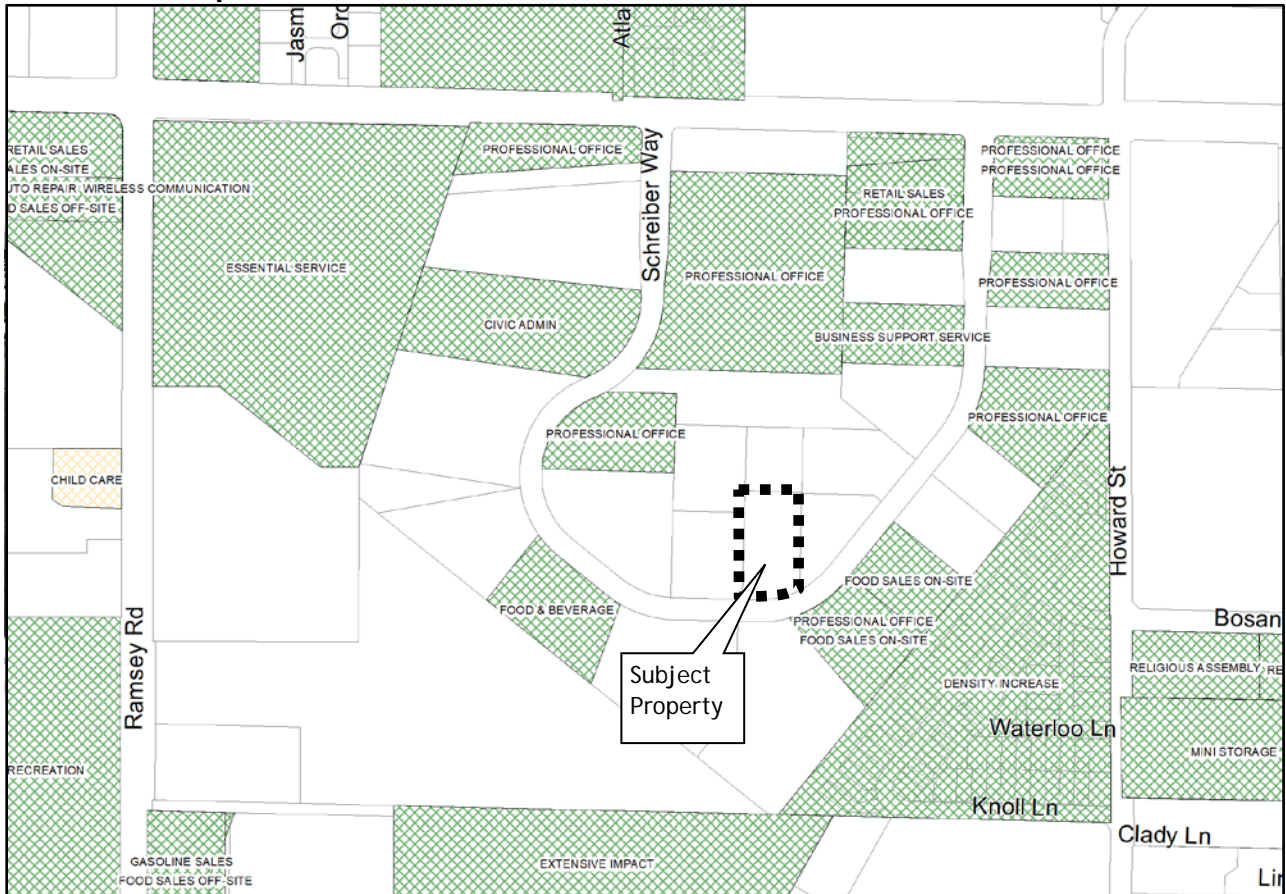 Jasm
Orc
Atla
RETAIL SALES
ALES ON-SITE
UTO REPAIR WIRELESS COMMUNICATION
D SALES OFF-SITE
PROFESSIONAL OFFICE
Schreiber Way
PROFESSIONAL OFFICE
PROFESSIONAL OFFICE
RETAIL SALES
PROFESSIONAL OFFICE
ESSENTIAL SERVICE
PROFESSIONAL OFFICE
PROFESSIONAL OFFICE
CIVIC ADMIN
BUSINESS SUPPORT SERVICE
PROFESSIONAL OFFICE
PROFESSIONAL OFFICE
CHILD CARE
Howard St
FOOD SALES ON-SITE
FOOD & BEVERAGE
PROFESSIONAL OFFICE
FOOD SALES ON-SITE
Bosan
Ramsey Rd
Subject
Property
RELIGIOUS ASSEMBLY
RE
DENSITY INCREASE
Waterloo Ln
MINI STORAGE
RECREATION
Knoll Ln
Clady Ln
GASOLINE SALES
FOOD SALES OFF-SITE
EXTENSIVE IMPACT
Lir